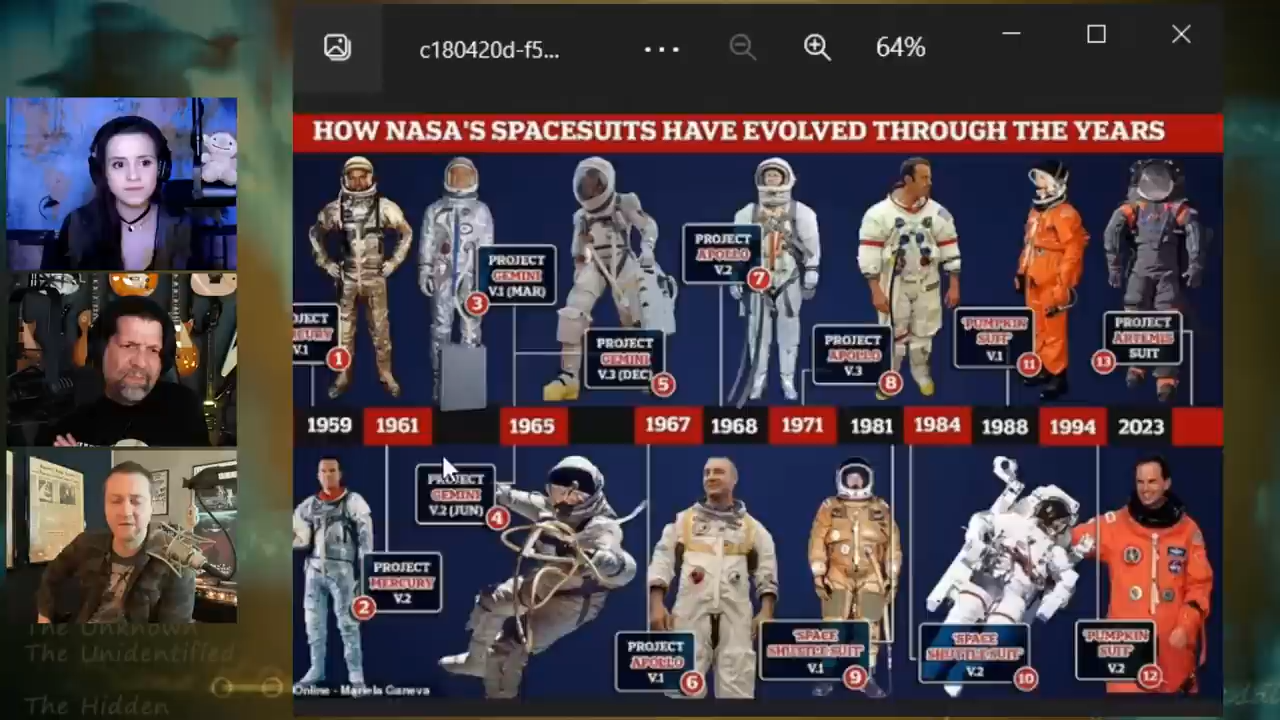 c180420d-f5...
64%
HOW NASA'S SPACESUITS HAVE EVOLVED THROUGH THE YEARS
V.1
1
3
PROJECT
GEMINI
V.1 (MAR)
PROJECT
GEMINI
V.3 (DEC)
5
PROJECT
APOLLO
V.2
7
PROJECT
APOLLO
V.3
8
'PUMPKIN
SUIT'
V.1
11
PROJECT
ARTEMIS
SUIT
13
1959 1961 1965 1967 1968 1971 1981 1984 1988 1994 2023
PROJECT
GEMINI
V.2 (JUN)
4
PROJECT
MERCURY
V.2
2
PROJECT
APOLLO
V.1
6
'SPACE
SHUTTLE SUIT'
V.1
9
'SPACE
SHUTTLE SUIT'
V.2
10
'PUMPKIN
SUIT'
V.2
12
Online - Mariela Ganeva
The Unknown
The Unidentified
The Hidden